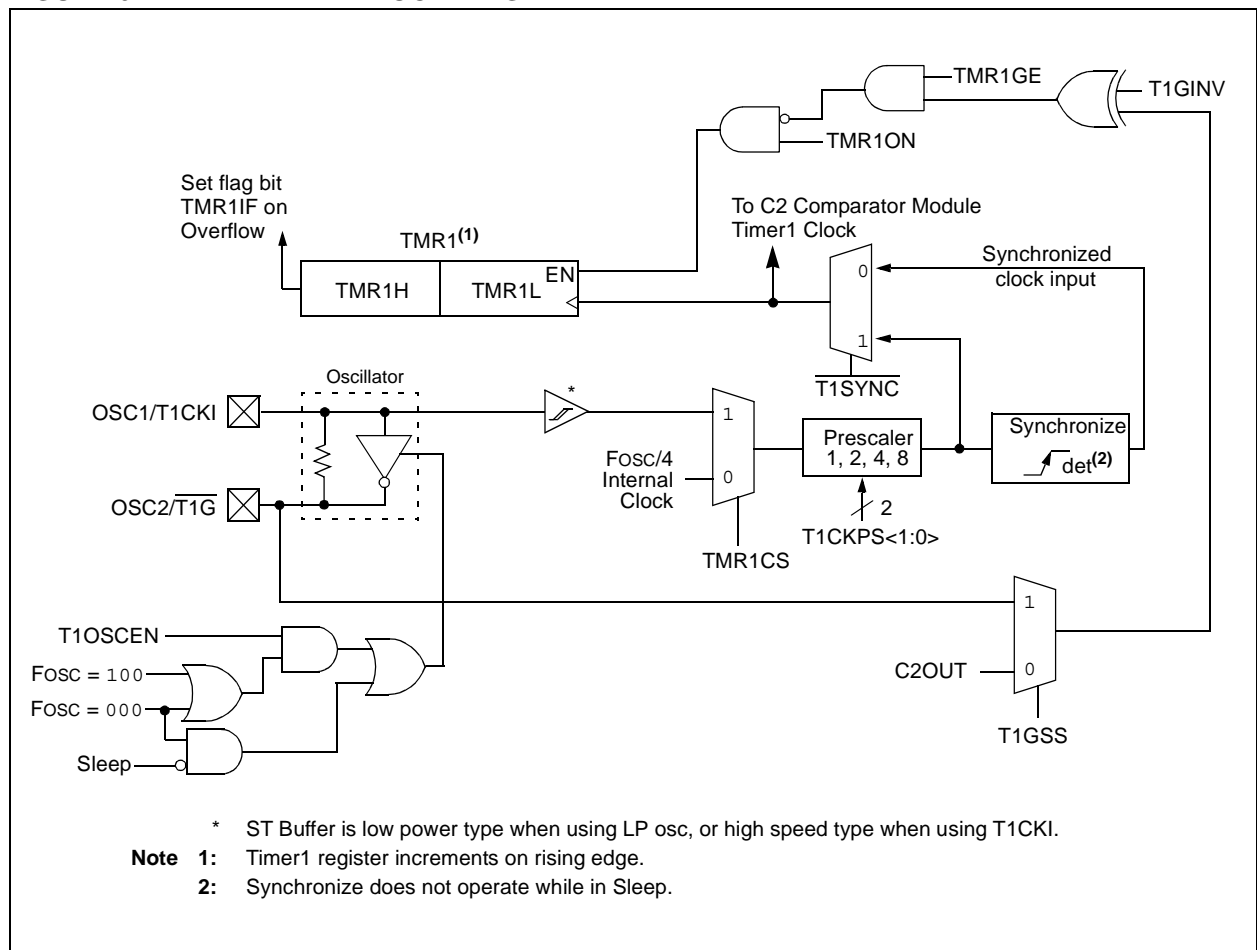 TMR1GE
T1GINV
TMR1ON
Set flag bit
TMR1IF on
Overflow
To C2 Comparator Module
Timer1 Clock
TMR1(1)
EN
TMR1H
TMR1L
0
1
Synchronized
clock input
T1SYNC
Oscillator
*
OSC1/T1CKI
OSC2/T1G
1
0
FOSC/4
Internal
Clock
TMR1CS
Prescaler
1, 2, 4, 8
2
T1CKPS<1:0>
Synchronize
det(2)
1
0
C2OUT
T1GSS
T1OSCEN
FOSC = 100
FOSC = 000
Sleep
* ST Buffer is low power type when using LP osc, or high speed type when using T1CKI.
Note 1: Timer1 register increments on rising edge.
2: Synchronize does not operate while in Sleep.